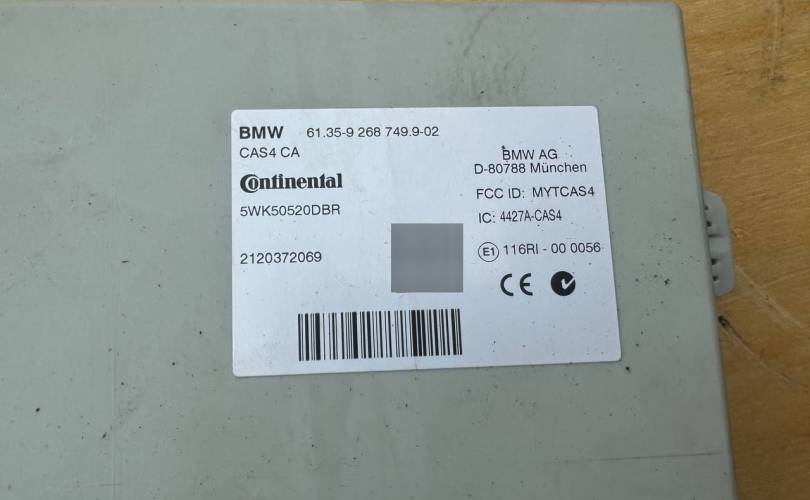 BMW 61.35-9 268 749.9-02
CAS4 CA
Continental
5WK50520DBR
2120372069
BMW AG
D-80788 München
FCC ID: MYTCAS4
IC: 4427A-CAS4
E1 116RI - 00 0056
CE